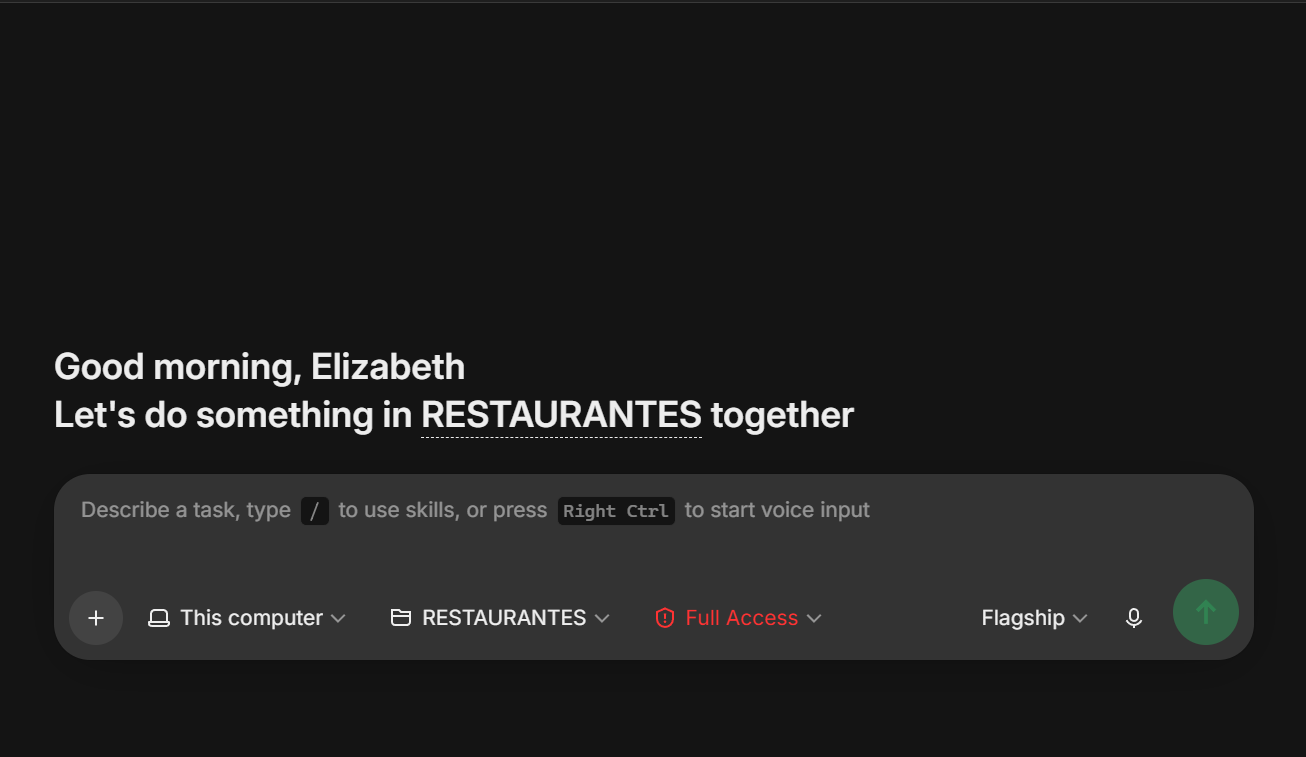 Good morning, Elizabeth
Let's do something in RESTAURANTES together
Describe a task, type / to use skills, or press Right Ctrl to start voice input
This computer RESTAURANTES Full Access Flagship